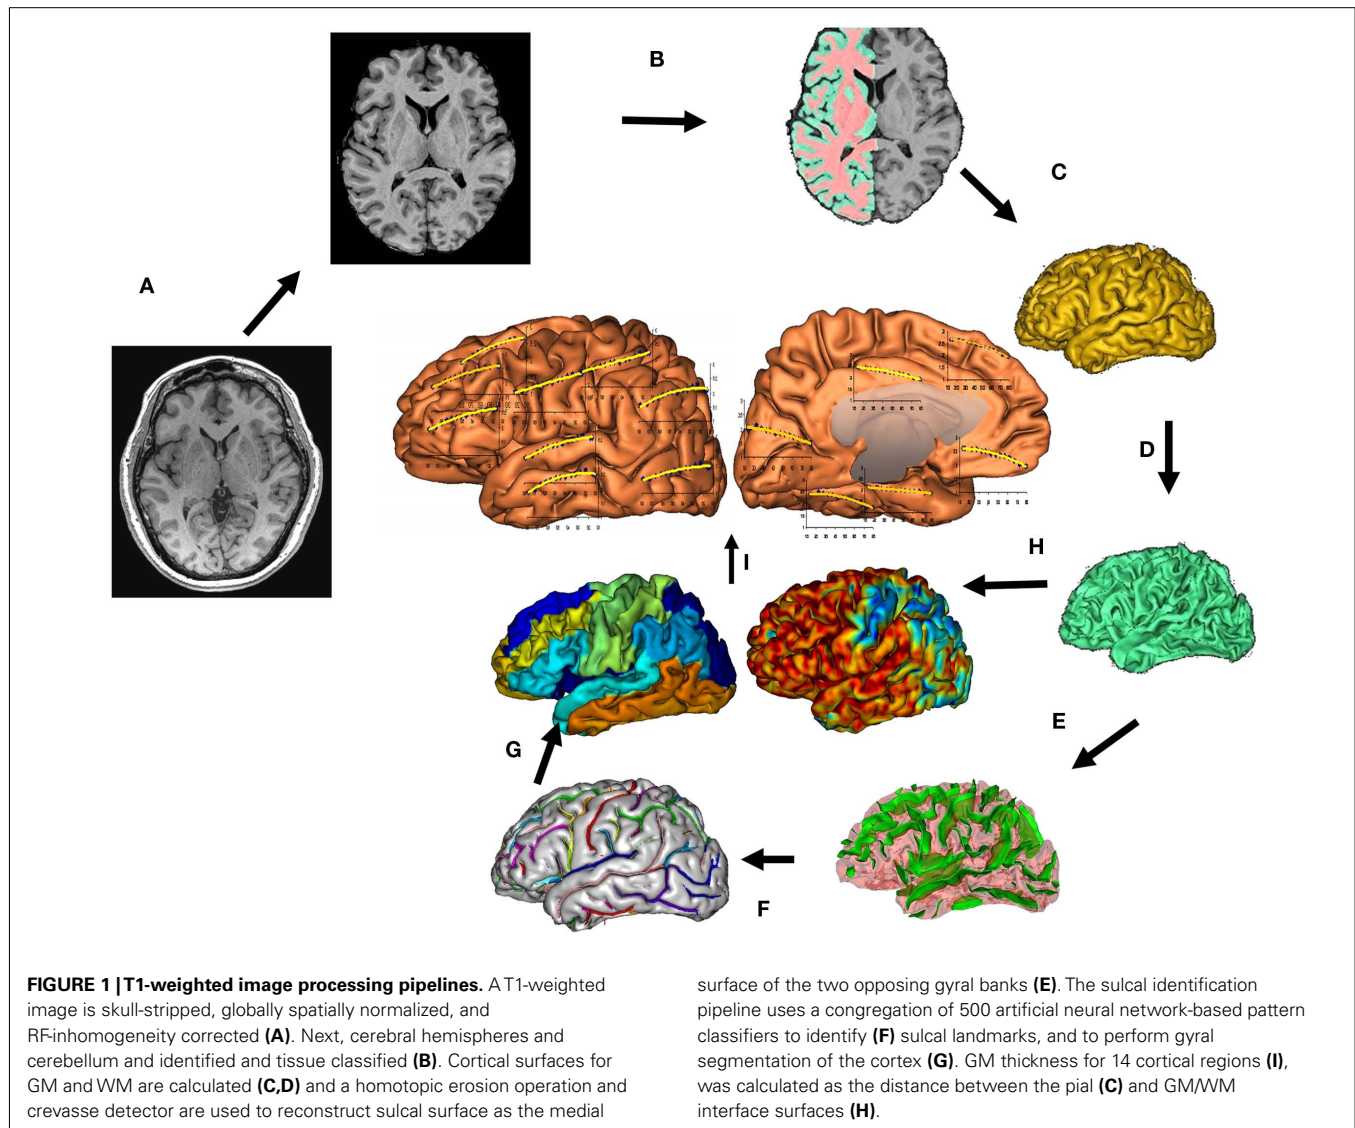 B
C
A
D
H
I
E
G
F
FIGURE 1 | T1-weighted image processing pipelines. A T1-weighted
image is skull-stripped, globally spatially normalized, and
RF-inhomogeneity corrected (A). Next, cerebral hemispheres and
cerebellum and identified and tissue classified (B). Cortical surfaces for
GM and WM are calculated (C,D) and a homotopic erosion operation and
crevasse detector are used to reconstruct sulcal surface as the medial
surface of the two opposing gyral banks (E). The sulcal identification
pipeline uses a congregation of 500 artificial neural network-based pattern
classifiers to identify (F) sulcal landmarks, and to perform gyral
segmentation of the cortex (G). GM thickness for 14 cortical regions (I),
was calculated as the distance between the pial (C) and GM/WM
interface surfaces (H).